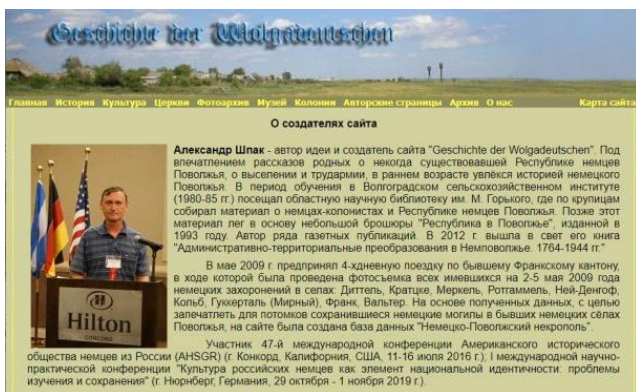 Geschichte der Wolgadeutschen
Главная История Культура Церкви Фотоархив Музей Колонии Авторские страницы Архив О нас Карта сайта
О создателях сайта
Александр Шпак - автор идеи и создатель сайта "Geschichte der Wolgadeutschen". Под
впечатлением рассказов родных о некогда существовавшей Республике немцев
Поволжья, о выселении и трудармии, в раннем возрасте увлёкся историей немецкого
Поволжья. В период обучения в Волгоградском сельскохозяйственном институте
(1980-85 гг.) посещал областную научную библиотеку им. М. Горького, где по крупицам
собирал материал о немцах-колонистах и Республике немцев Поволжья. Позже этот
материал лег в основу небольшой брошюры "Республика в Поволжье", изданной в
1993 году. Автор ряда газетных публикаций. В 2012 г. вышла в свет его книга
"Административно-территориальные преобразования в Немповолжье. 1764-1944 гг."
В мае 2009 г. предпринял 4-хдневную поездку по бывшему Франкскому кантону,
в ходе которой была проведена фотосъемка всех имевшихся на 2-5 мая 2009 года
немецких захоронений в селах: Диттель, Кратцке, Меркель, Ротгаммель, Ней-Денгоф,
Кольб, Гуккерталь (Мирный), Франк, Вальтер. На основе полученных данных, с целью
запечатлеть для потомков сохранившиеся немецкие могилы в бывших немецких сёлах
Поволжья, на сайте была создана база данных "Немецко-Поволжский некрополь".
Участник 47-й международной конференции Американского исторического
общества немцев из России (AHSGR) (г. Конкорд, Калифорния, США, 11-16 июля 2016 г.); I международной научно-
практической конференции "Культура российских немцев как элемент национальной идентичности: проблемы
изучения и сохранения" (г. Нюрнберг, Германия, 29 октября - 1 ноября 2019 г.).
Hilton
CONCORD